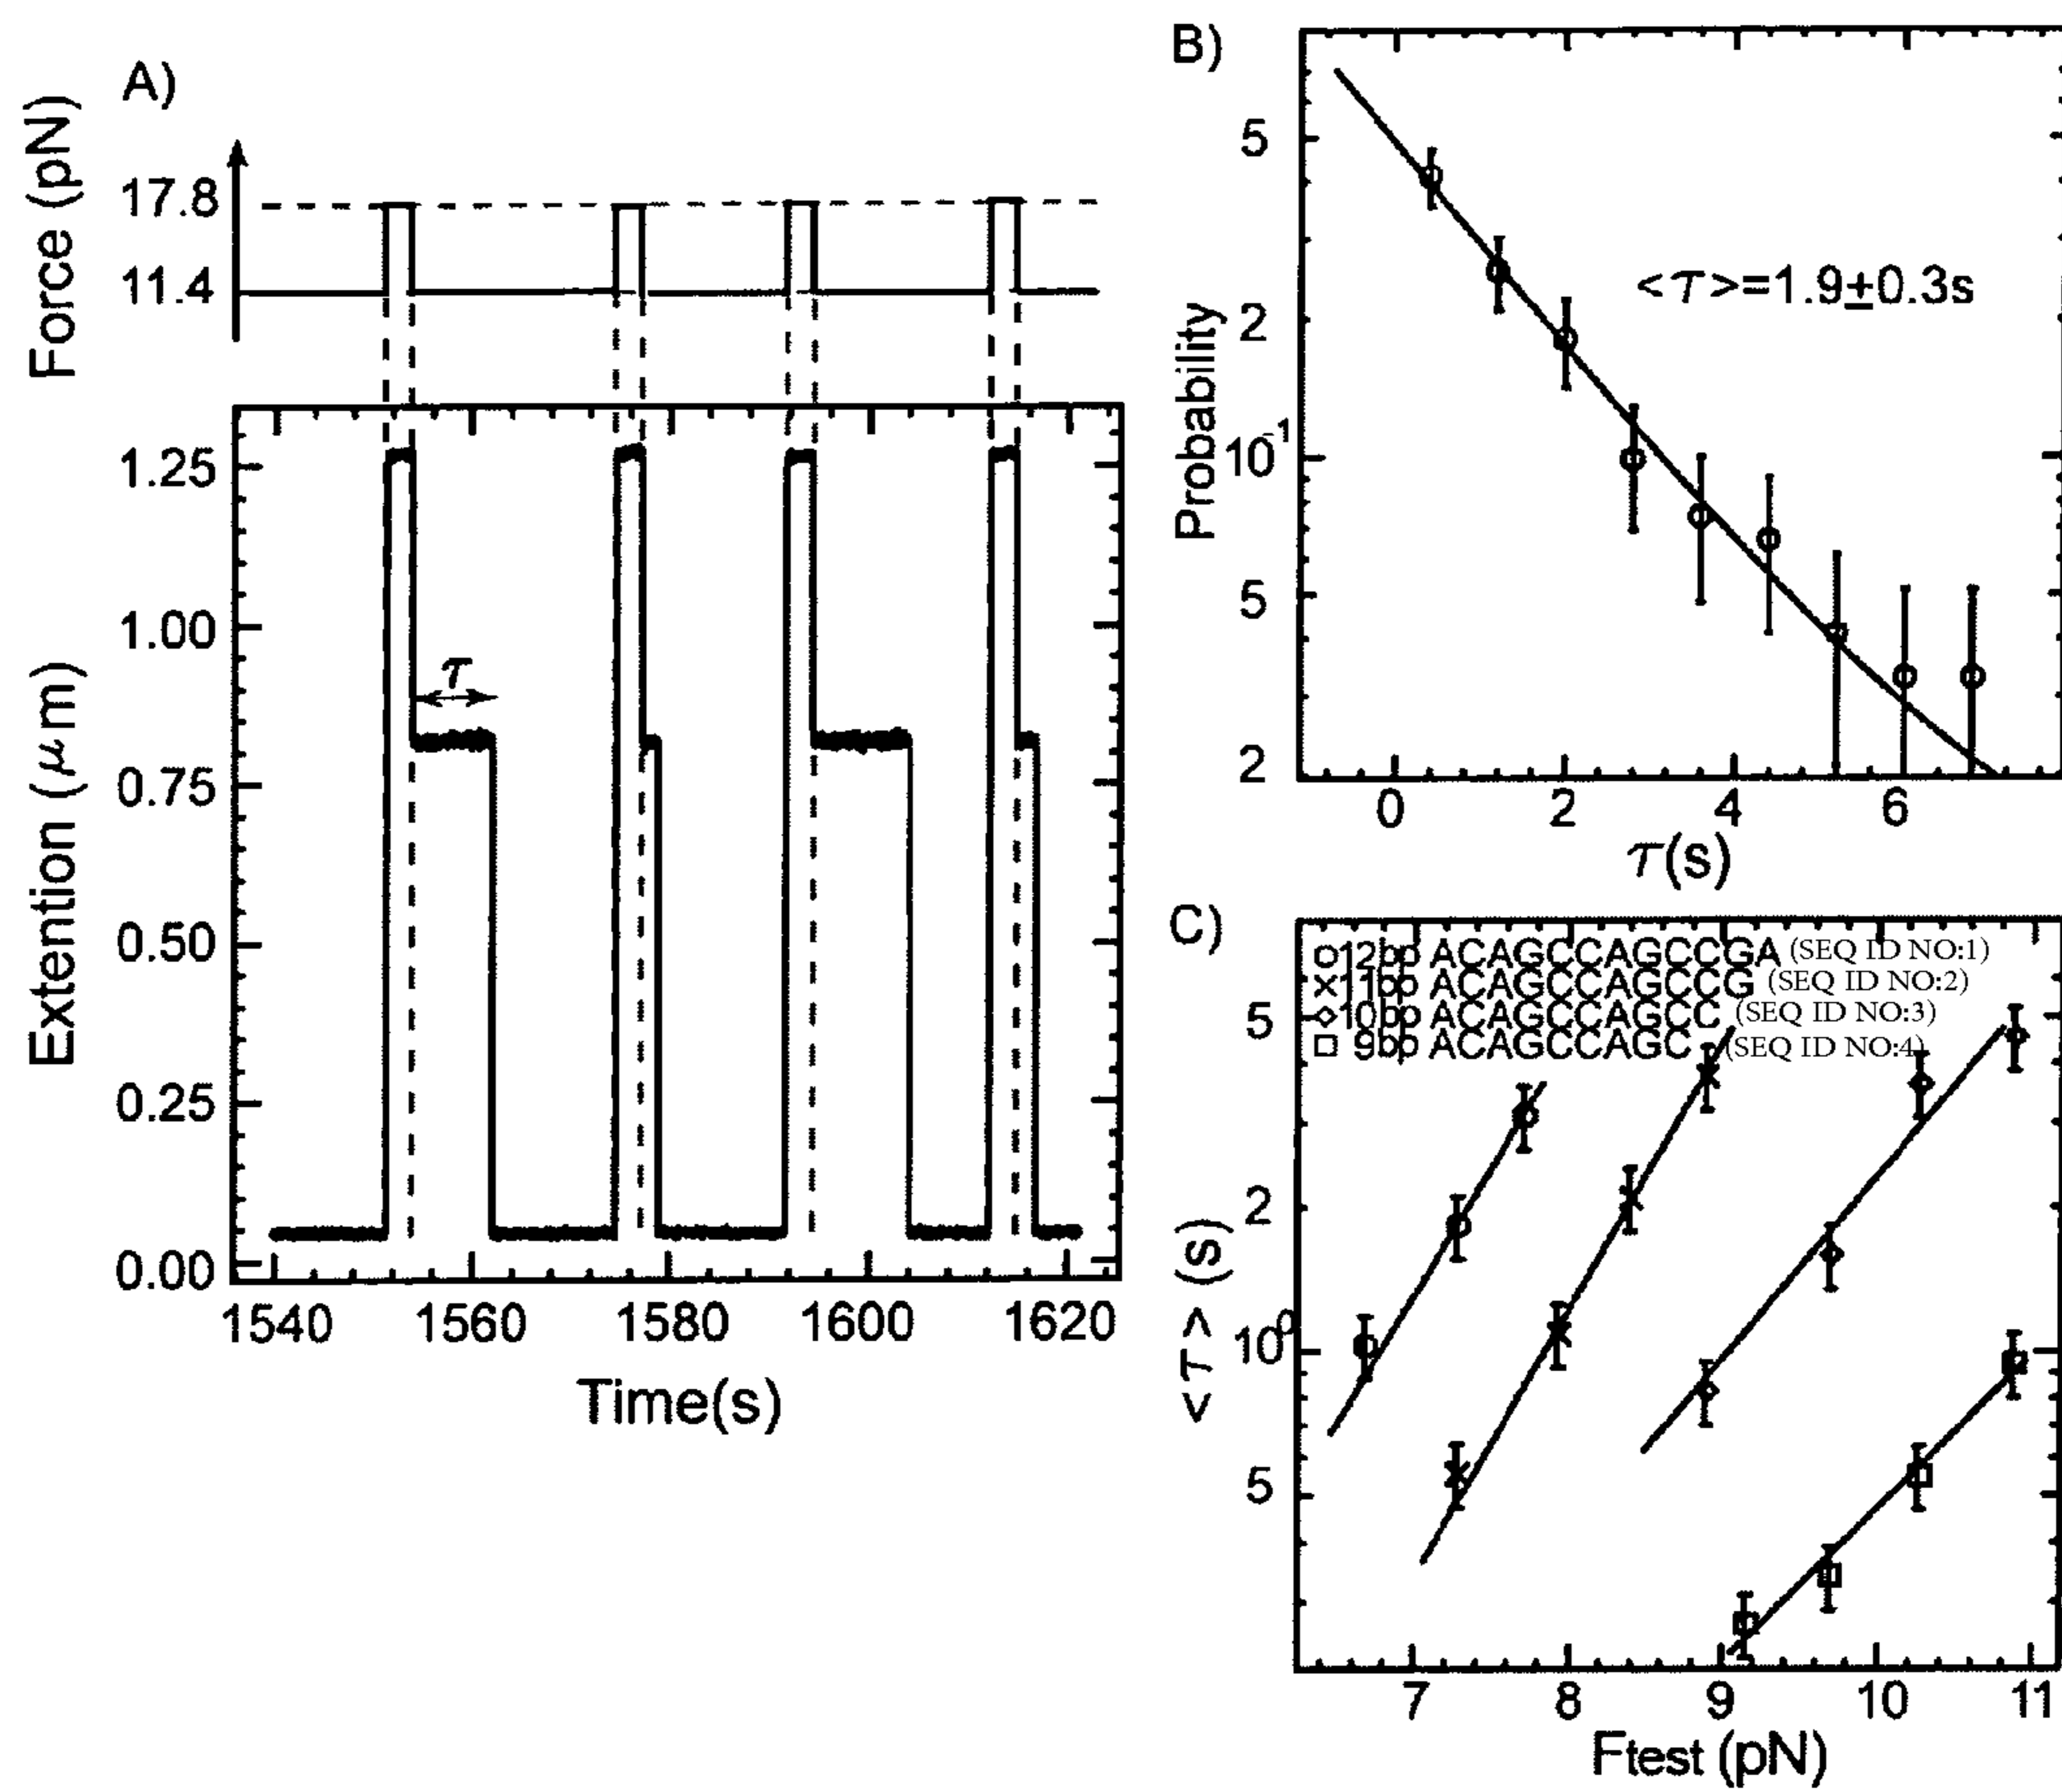 A)
Force (pN)
17.8
11.4
Extention (μm)
1.25
1.00
0.75
0.50
0.25
0.00
τ
1540 1560 1580 1600 1620
Time(s)
B)
Probability
5
2
10-1
5
2
<τ>=1.9±0.3s
0 2 4 6
τ(s)
C)
○12bp ACAGCCAGCCGA (SEQ ID NO:1)
×11bp ACAGCCAGCCG (SEQ ID NO:2)
◇10bp ACAGCCAGCC (SEQ ID NO:3)
□ 9bp ACAGCCAGC (SEQ ID NO:4)
<τ> (s)
5
2
100
5
7 8 9 10 11
Ftest (pN)